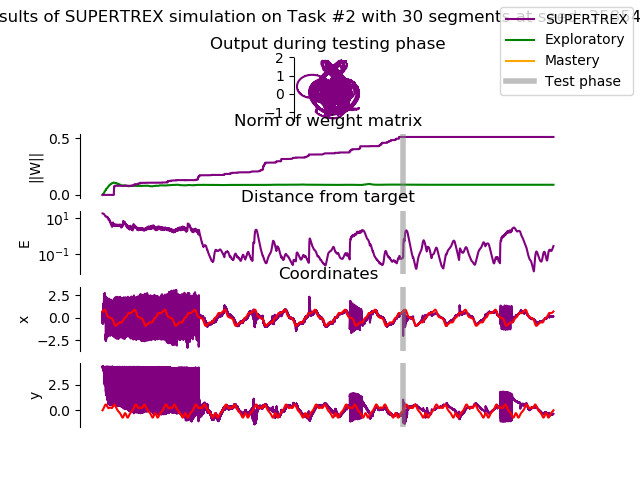 sults of SUPERTREX simulation on Task #2 with 30 segments at
SUPERTREX
Exploratory
Mastery
Test phase
Output during testing phase
2
1
0
−1
Norm of weight matrix
||W||
0.5
0.0
Distance from target
E
10¹
10⁻¹
Coordinates
x
2.5
0.0
−2.5
y
2.5
0.0